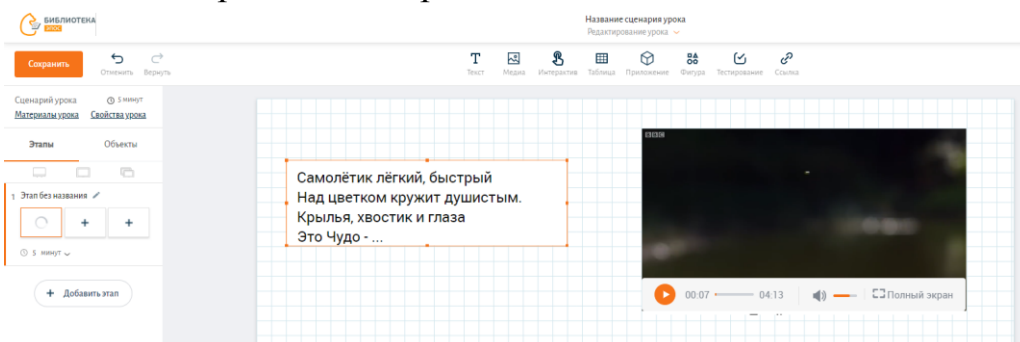 БИБЛИОТЕКА
МЭШ
Название сценария урока
Редактирование урока
Сохранить
Отменить
Вернуть
Текст
Медиа
Интерактив
Таблица
Приложение
Фигура
Тестирование
Ссылка
Сценарий урока
5 минут
Материалы урока
Свойства урока
Этапы
Объекты
1 Этап без названия
5 минут
+ Добавить этап
Самолётик лёгкий, быстрый
Над цветком кружит душистым.
Крылья, хвостик и глаза
Это Чудо - ...
BBC
00:07
04:13
Полный экран